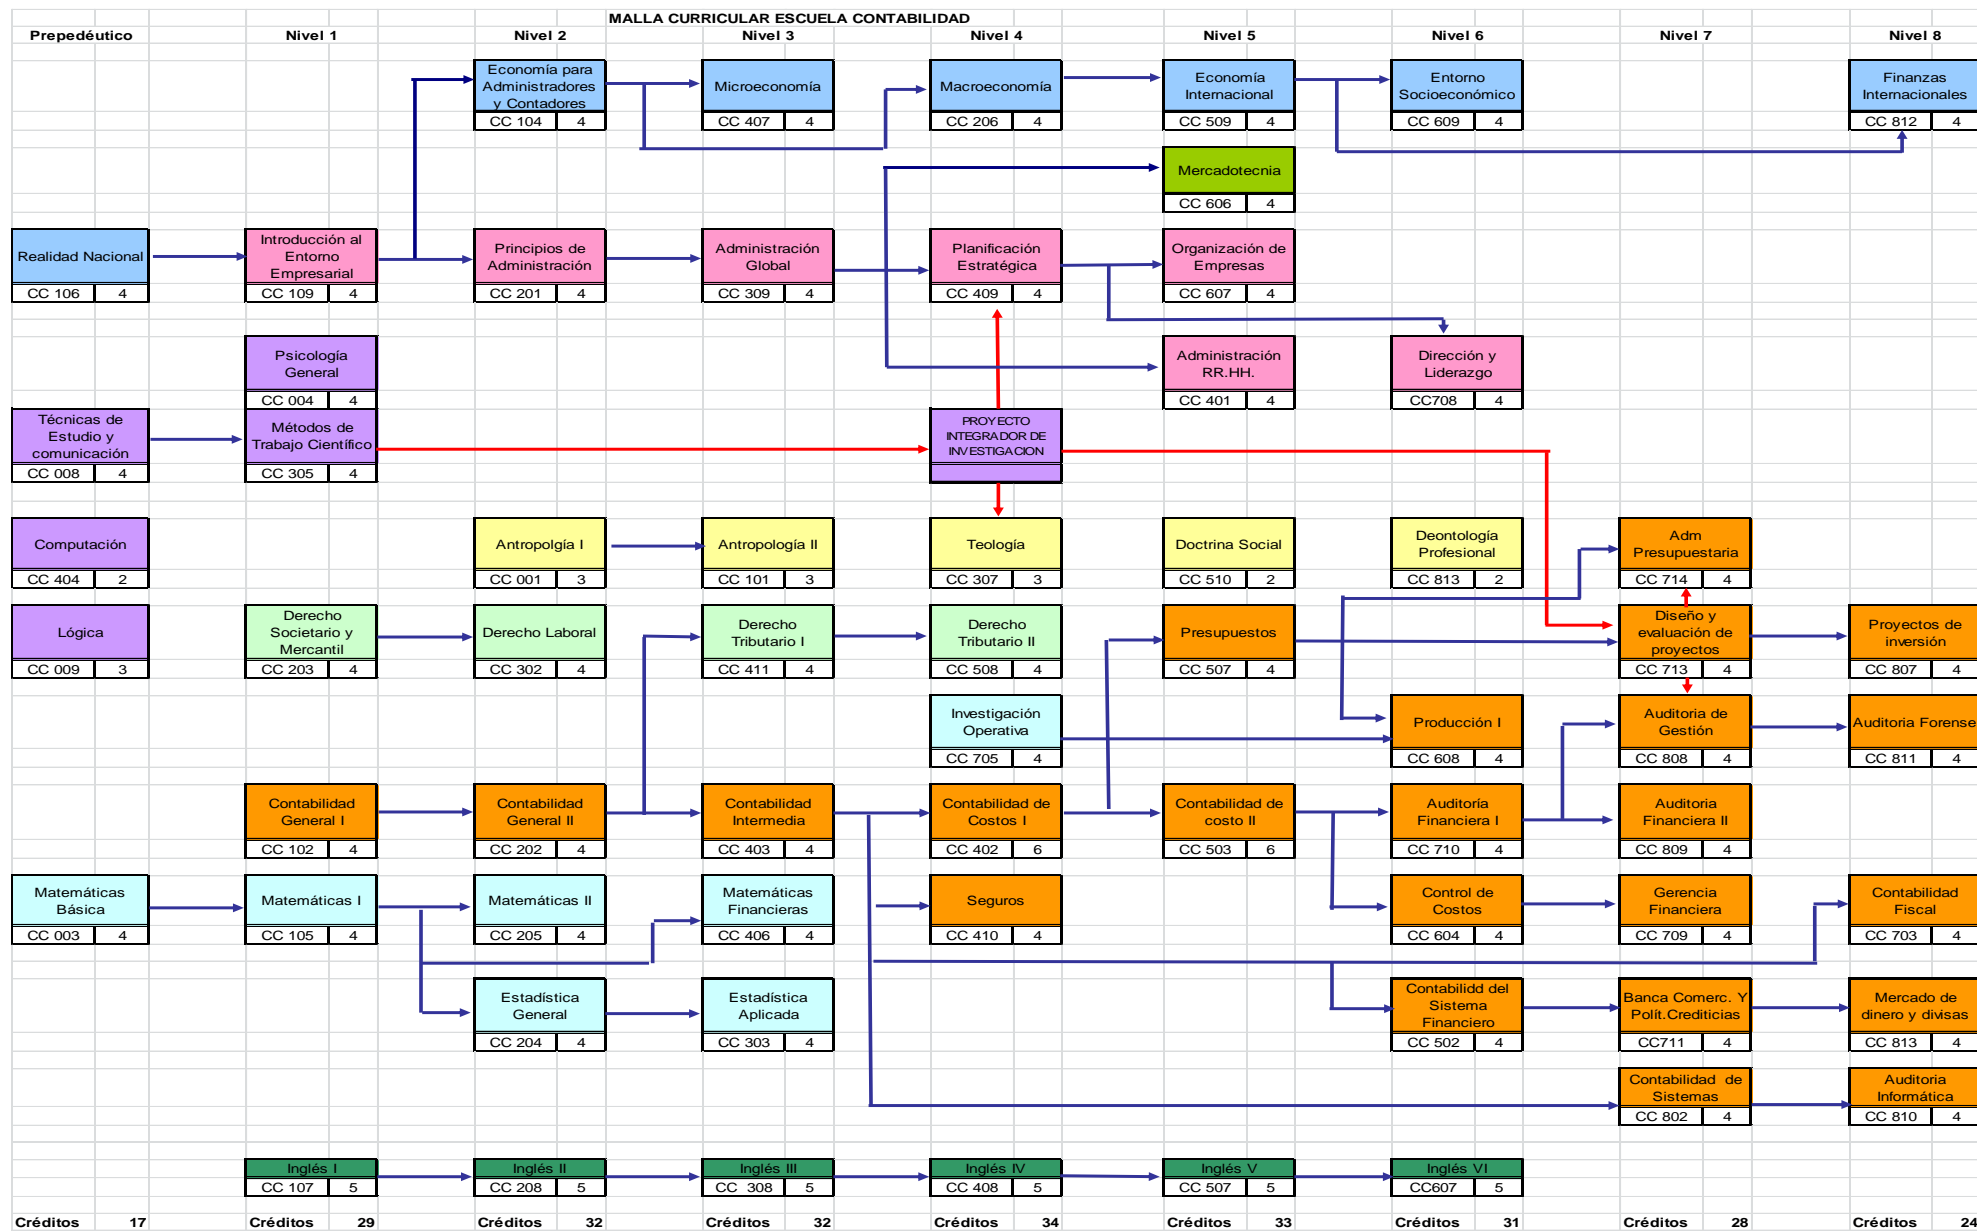 MALLA CURRICULAR ESCUELA CONTABILIDAD
Prepedéutico Nivel 1 Nivel 2 Nivel 3 Nivel 4 Nivel 5 Nivel 6 Nivel 7 Nivel 8
Economía para
Administradores
y Contadores
CC 104 4
Microeconomía
CC 407 4
Macroeconomía
CC 206 4
Economía
Internacional
CC 509 4
Entorno
Socioeconómico
CC 609 4
Finanzas
Internacionales
CC 812 4
Mercadotecnia
CC 606 4
Realidad Nacional
CC 106 4
Introducción al
Entorno
Empresarial
CC 109 4
Principios de
Administración
CC 201 4
Administración
Global
CC 309 4
Planificación
Estratégica
CC 409 4
Organización de
Empresas
CC 607 4
Psicología
General
CC 004 4
Administración
RR.HH.
CC 401 4
Dirección y
Liderazgo
CC708 4
Técnicas de
Estudio y
comunicación
CC 008 4
Métodos de
Trabajo Científico
CC 305 4
PROYECTO
INTEGRADOR DE
INVESTIGACION
Computación
CC 404 2
Antropolgía I
CC 001 3
Antropología II
CC 101 3
Teología
CC 307 3
Doctrina Social
CC 510 2
Deontología
Profesional
CC 813 2
Adm
Presupuestaria
CC 714 4
Lógica
CC 009 3
Derecho
Societario y
Mercantil
CC 203 4
Derecho Laboral
CC 302 4
Derecho
Tributario I
CC 411 4
Derecho
Tributario II
CC 508 4
Presupuestos
CC 507 4
Diseño y
evaluación de
proyectos
CC 713 4
Proyectos de
inversión
CC 807 4
Investigación
Operativa
CC 705 4
Producción I
CC 608 4
Auditoria de
Gestión
CC 808 4
Auditoria Forense
CC 811 4
Contabilidad
General I
CC 102 4
Contabilidad
General II
CC 202 4
Contabilidad
Intermedia
CC 403 4
Contabilidad de
Costos I
CC 402 6
Contabilidad de
costo II
CC 503 6
Auditoría
Financiera I
CC 710 4
Auditoria
Financiera II
CC 809 4
Matemáticas
Básica
CC 003 4
Matemáticas I
CC 105 4
Matemáticas II
CC 205 4
Matemáticas
Financieras
CC 406 4
Seguros
CC 410 4
Control de
Costos
CC 604 4
Gerencia
Financiera
CC 709 4
Contabilidad
Fiscal
CC 703 4
Estadística
General
CC 204 4
Estadística
Aplicada
CC 303 4
Contabilidd del
Sistema
Financiero
CC 502 4
Banca Comerc. Y
Polít.Crediticias
CC711 4
Mercado de
dinero y divisas
CC 813 4
Contabilidad de
Sistemas
CC 802 4
Auditoria
Informática
CC 810 4
Inglés I
CC 107 5
Inglés II
CC 208 5
Inglés III
CC 308 5
Inglés IV
CC 408 5
Inglés V
CC 507 5
Inglés VI
CC607 5
Créditos 17 Créditos 29 Créditos 32 Créditos 32 Créditos 34 Créditos 33 Créditos 31 Créditos 28 Créditos 24